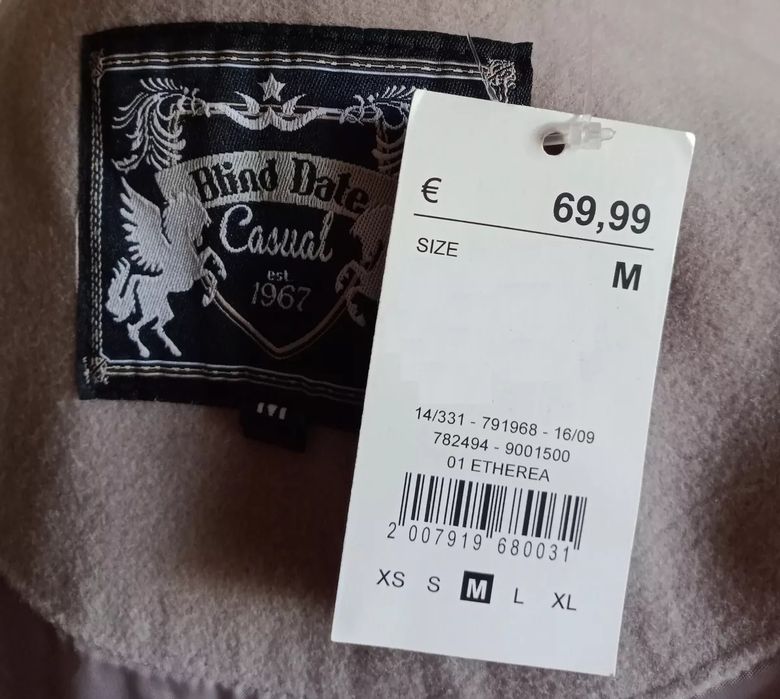 Blind Date
Casual
est.
1967
M
€ 69,99
SIZE
M
14/331 - 791968 - 16/09
782494 - 9001500
01 ETHEREA
2 007919 680031
XS S M L XL